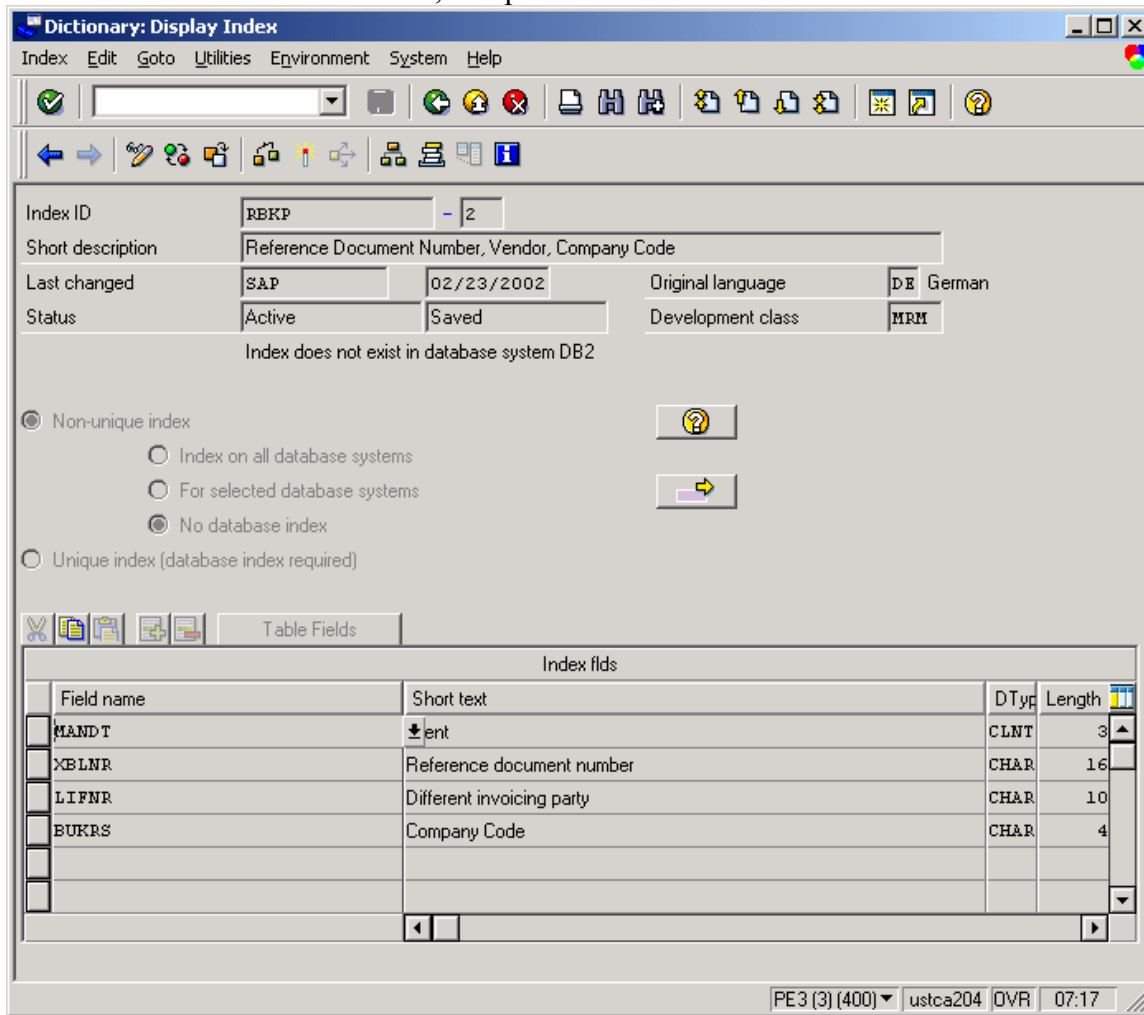 Dictionary: Display Index
Index Edit Goto Utilities Environment System Help
Index ID RBKP - 2
Short description Reference Document Number, Vendor, Company Code
Last changed SAP 02/23/2002 Original language DE German
Status Active Saved Development class MRM
Index does not exist in database system DB2
Non-unique index
Index on all database systems
For selected database systems
No database index
Unique index (database index required)
Table Fields
Index flds
Field name Short text DTyp Length
MANDT ent CLNT 3
XBLNR Reference document number CHAR 16
LIFNR Different invoicing party CHAR 10
BUKRS Company Code CHAR 4
PE3 (3) (400) ustca204 OVR 07:17